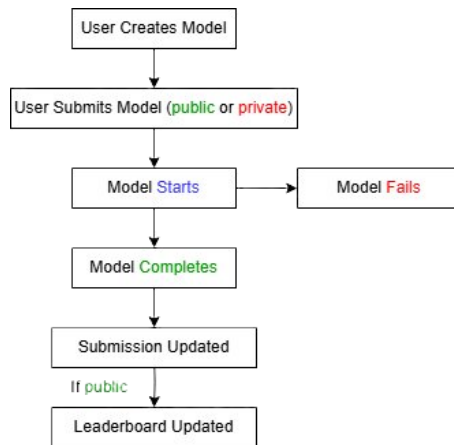 User Creates Model
User Submits Model (public or private)
Model Starts
Model Fails
Model Completes
Submission Updated
If public
Leaderboard Updated